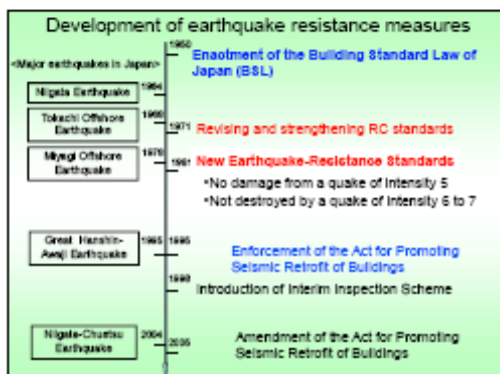 Development of earthquake resistance measures
<Major earthquakes in Japan>
1950
Enaotment of the Building Standard Law of
Japan (BSL)
Niigata Earthquake
1964
Tokachi Offshore
Earthquake
1968
1971
Revising and strengthening RC standards
Miyagi Offshore
Earthquake
1978
1981
New Earthquake-Resistance Standards
•No damage from a quake of intensity 5
•Not destroyed by a quake of intensity 6 to 7
Great Hanshin-
Awaji Earthquake
1995
1995
Enforcement of the Act for Promoting
Seismic Retrofit of Buildings
Introduction of Interim Inspection Scheme
Niigata-Chuetsu
Earthquake
2004
2005
Amendment of the Act for Promoting
Seismic Retrofit of Buildings